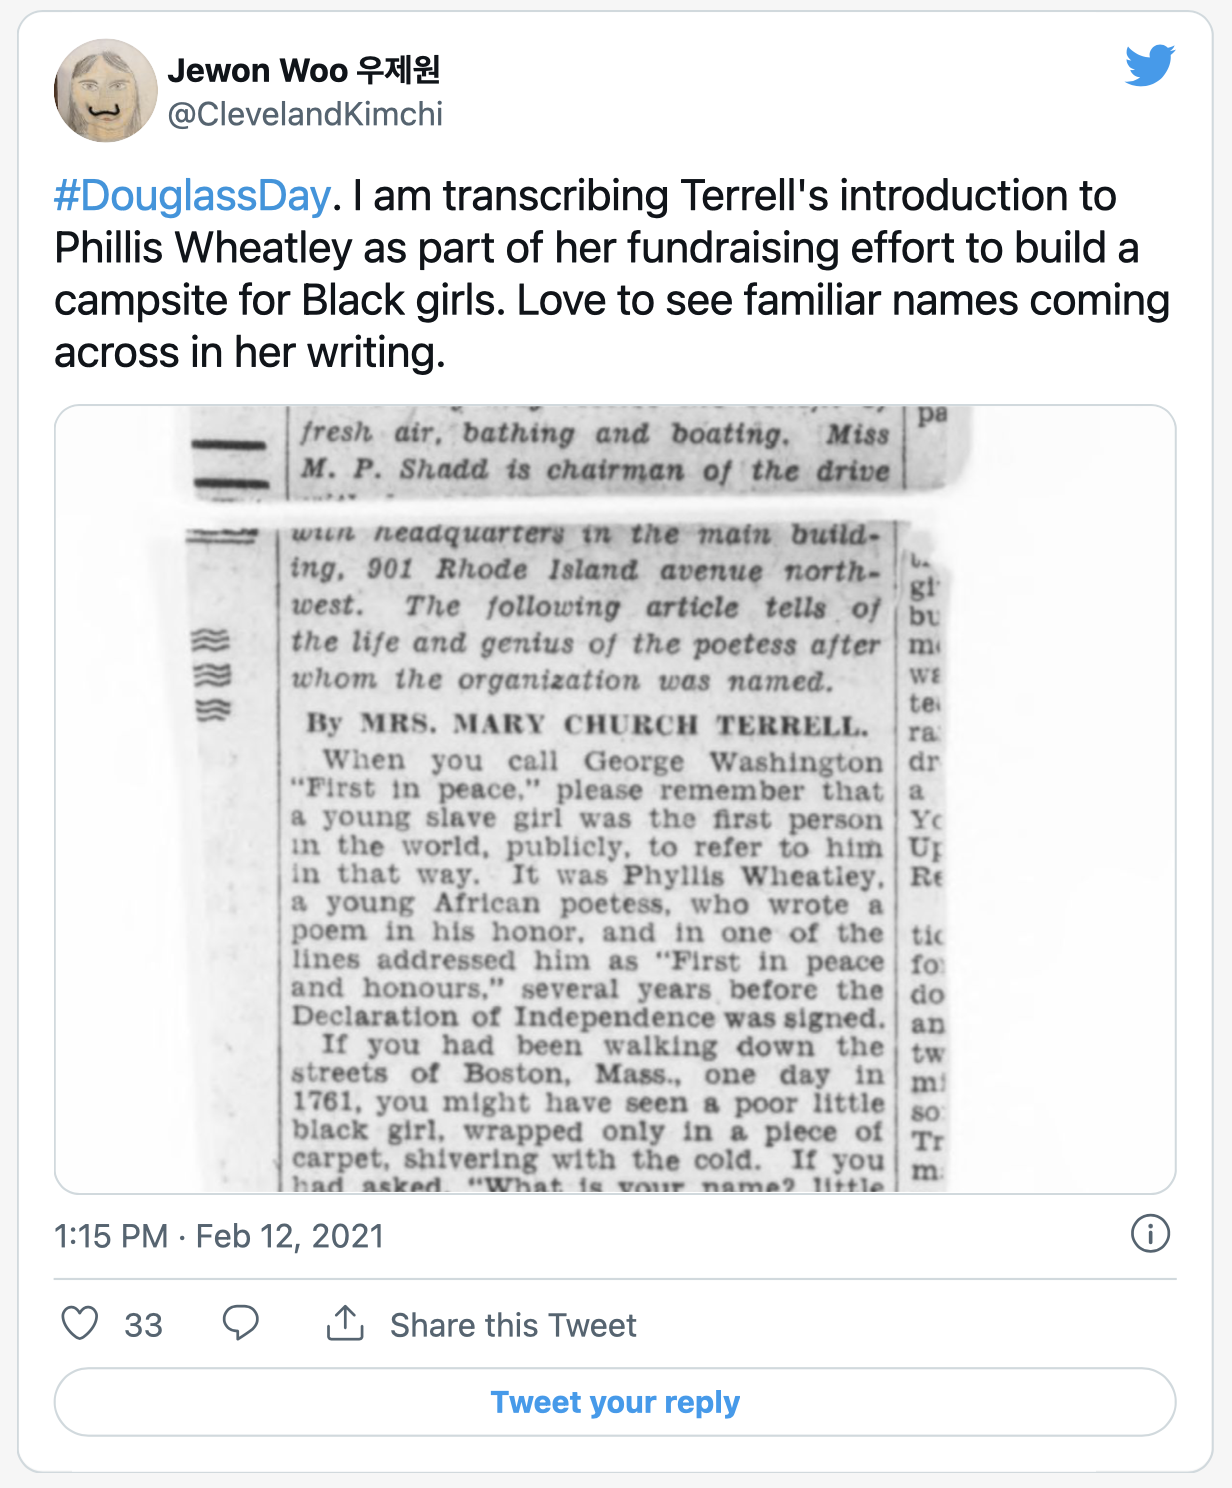 Jewon Woo 우제원
@ClevelandKimchi
#DouglassDay. I am transcribing Terrell's introduction to
Phillis Wheatley as part of her fundraising effort to build a
campsite for Black girls. Love to see familiar names coming
across in her writing.
fresh air, bathing and boating. Miss
M. P. Shadd is chairman of the drive
with headquarters in the main build-
ing, 901 Rhode Island avenue north-
west. The following article tells of
the life and genius of the poetess after
whom the organization was named.
By MRS. MARY CHURCH TERRELL.
When you call George Washington
"First in peace," please remember that
a young slave girl was the first person
in the world, publicly, to refer to him
in that way. It was Phyllis Wheatley,
a young African poetess, who wrote a
poem in his honor, and in one of the
lines addressed him as "First in peace
and honours," several years before the
Declaration of Independence was signed.
If you had been walking down the
streets of Boston, Mass., one day in
1761, you might have seen a poor little
black girl, wrapped only in a piece of
carpet, shivering with the cold. If you
had asked, "What is your name? little
pa
gi
bu
m
we
te
ra
dr
a
Yo
Up
Re
tic
fo
do
an
tw
mi
so
Tr
m
1:15 PM · Feb 12, 2021
33
Share this Tweet
Tweet your reply